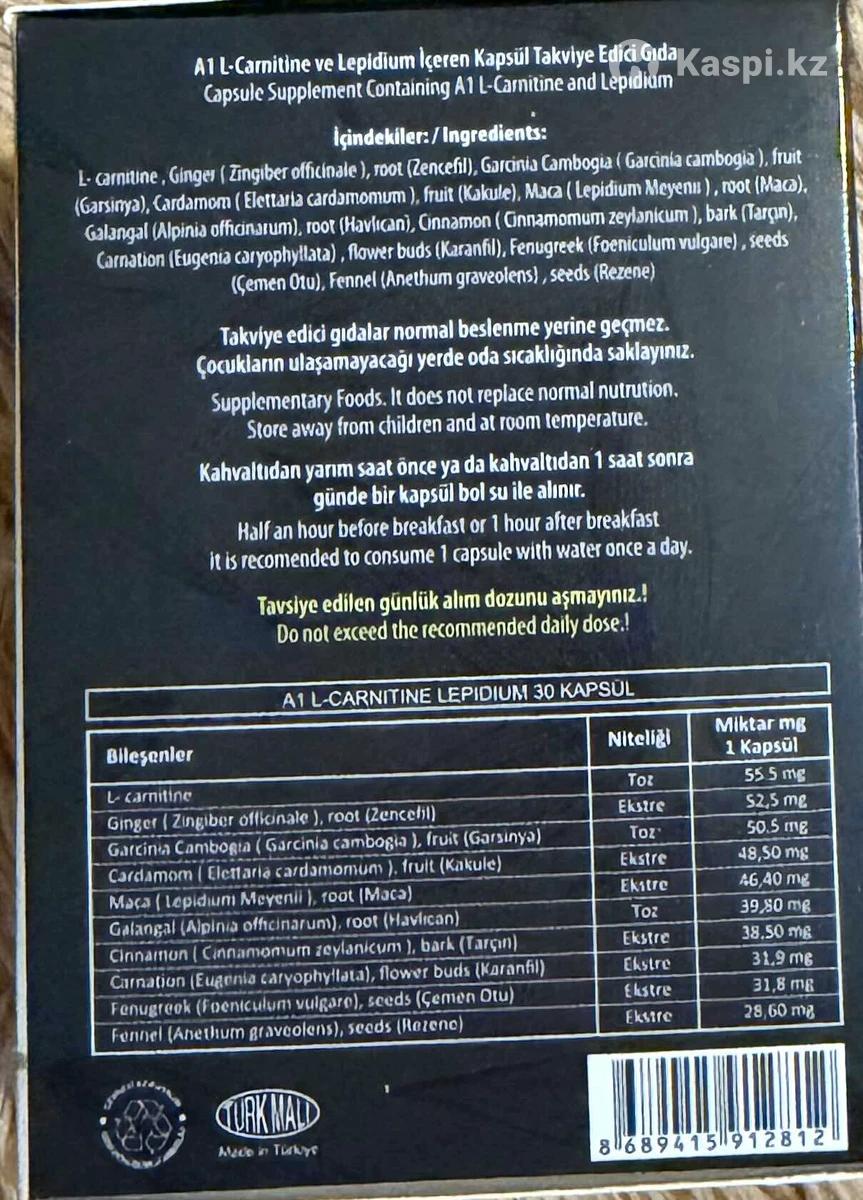 A1 L-Carnitine ve Lepidium İçeren Kapsül Takviye Edici Gıda
Kaspi.kz
Capsule Supplement Containing A1 L-Carnitine and Lepidium
İçindekiler: / Ingredients:
L- carnitine , Ginger ( Zingiber officinale ), root (Zencefil), Garcinia Cambogia ( Garcinia cambogia ), fruit
(Garsinya), Cardamom ( Elettaria cardamomum ), fruit (Kakule), Maca ( Lepidium Meyenii ) , root (Maca),
Galangal (Alpinia officinarum), root (Havlıcan), Cinnamon ( Cinnamomum zeylanicum ), bark (Tarçın),
Carnation (Eugenia caryophyllata) , flower buds (Karanfil), Fenugreek (Foeniculum vulgare) , seeds
(Çemen Otu), Fennel (Anethum graveolens) , seeds (Rezene)
Takviye edici gıdalar normal beslenme yerine geçmez.
Çocukların ulaşamayacağı yerde oda sıcaklığında saklayınız.
Supplementary Foods. It does not replace normal nutrution.
Store away from children and at room temperature.
Kahvaltıdan yarım saat önce ya da kahvaltıdan 1 saat sonra
günde bir kapsül bol su ile alınır.
Half an hour before breakfast or 1 hour after breakfast
it is recomended to consume 1 capsule with water once a day.
Tavsiye edilen günlük alım dozunu aşmayınız.!
Do not exceed the recommended daily dose.!
A1 L-CARNITINE LEPIDIUM 30 KAPSÜL
Bileşenler Niteliği Miktar mg
1 Kapsül
L- carnitine Toz 55.5 mg
Ginger ( Zingiber officinale ), root (Zencefil) Ekstre 52,5 mg
Garcinia Cambogia ( Garcinia cambogia ), fruit (Garsinya) Toz 50.5 mg
Cardamom ( Elettaria cardamomum ), fruit (Kakule) Ekstre 48,50 mg
Maca ( Lepidium Meyenii ), root (Maca) Ekstre 46,40 mg
Galangal (Alpinia officinarum), root (Havlıcan) Toz 39,80 mg
Cinnamon ( Cinnamomum zeylanicum ), bark (Tarçın) Ekstre 38,50 mg
Carnation (Eugenia caryophyllata), flower buds (Karanfil) Ekstre 31,9 mg
Fenugreek (Foeniculum vulgare), seeds (Çemen Otu) Ekstre 31,8 mg
Fennel (Anethum graveolens), seeds (Rezene) Ekstre 28,60 mg
TURK MALI
Made in Türkiye
8 689415 912812